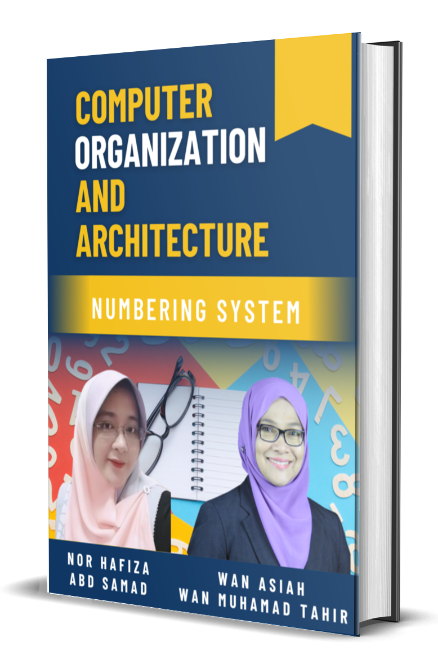 COMPUTER
ORGANIZATION
AND
ARCHITECTURE
NUMBERING SYSTEM
NOR HAFIZA
ABD SAMAD
WAN ASIAH
WAN MUHAMAD TAHIR